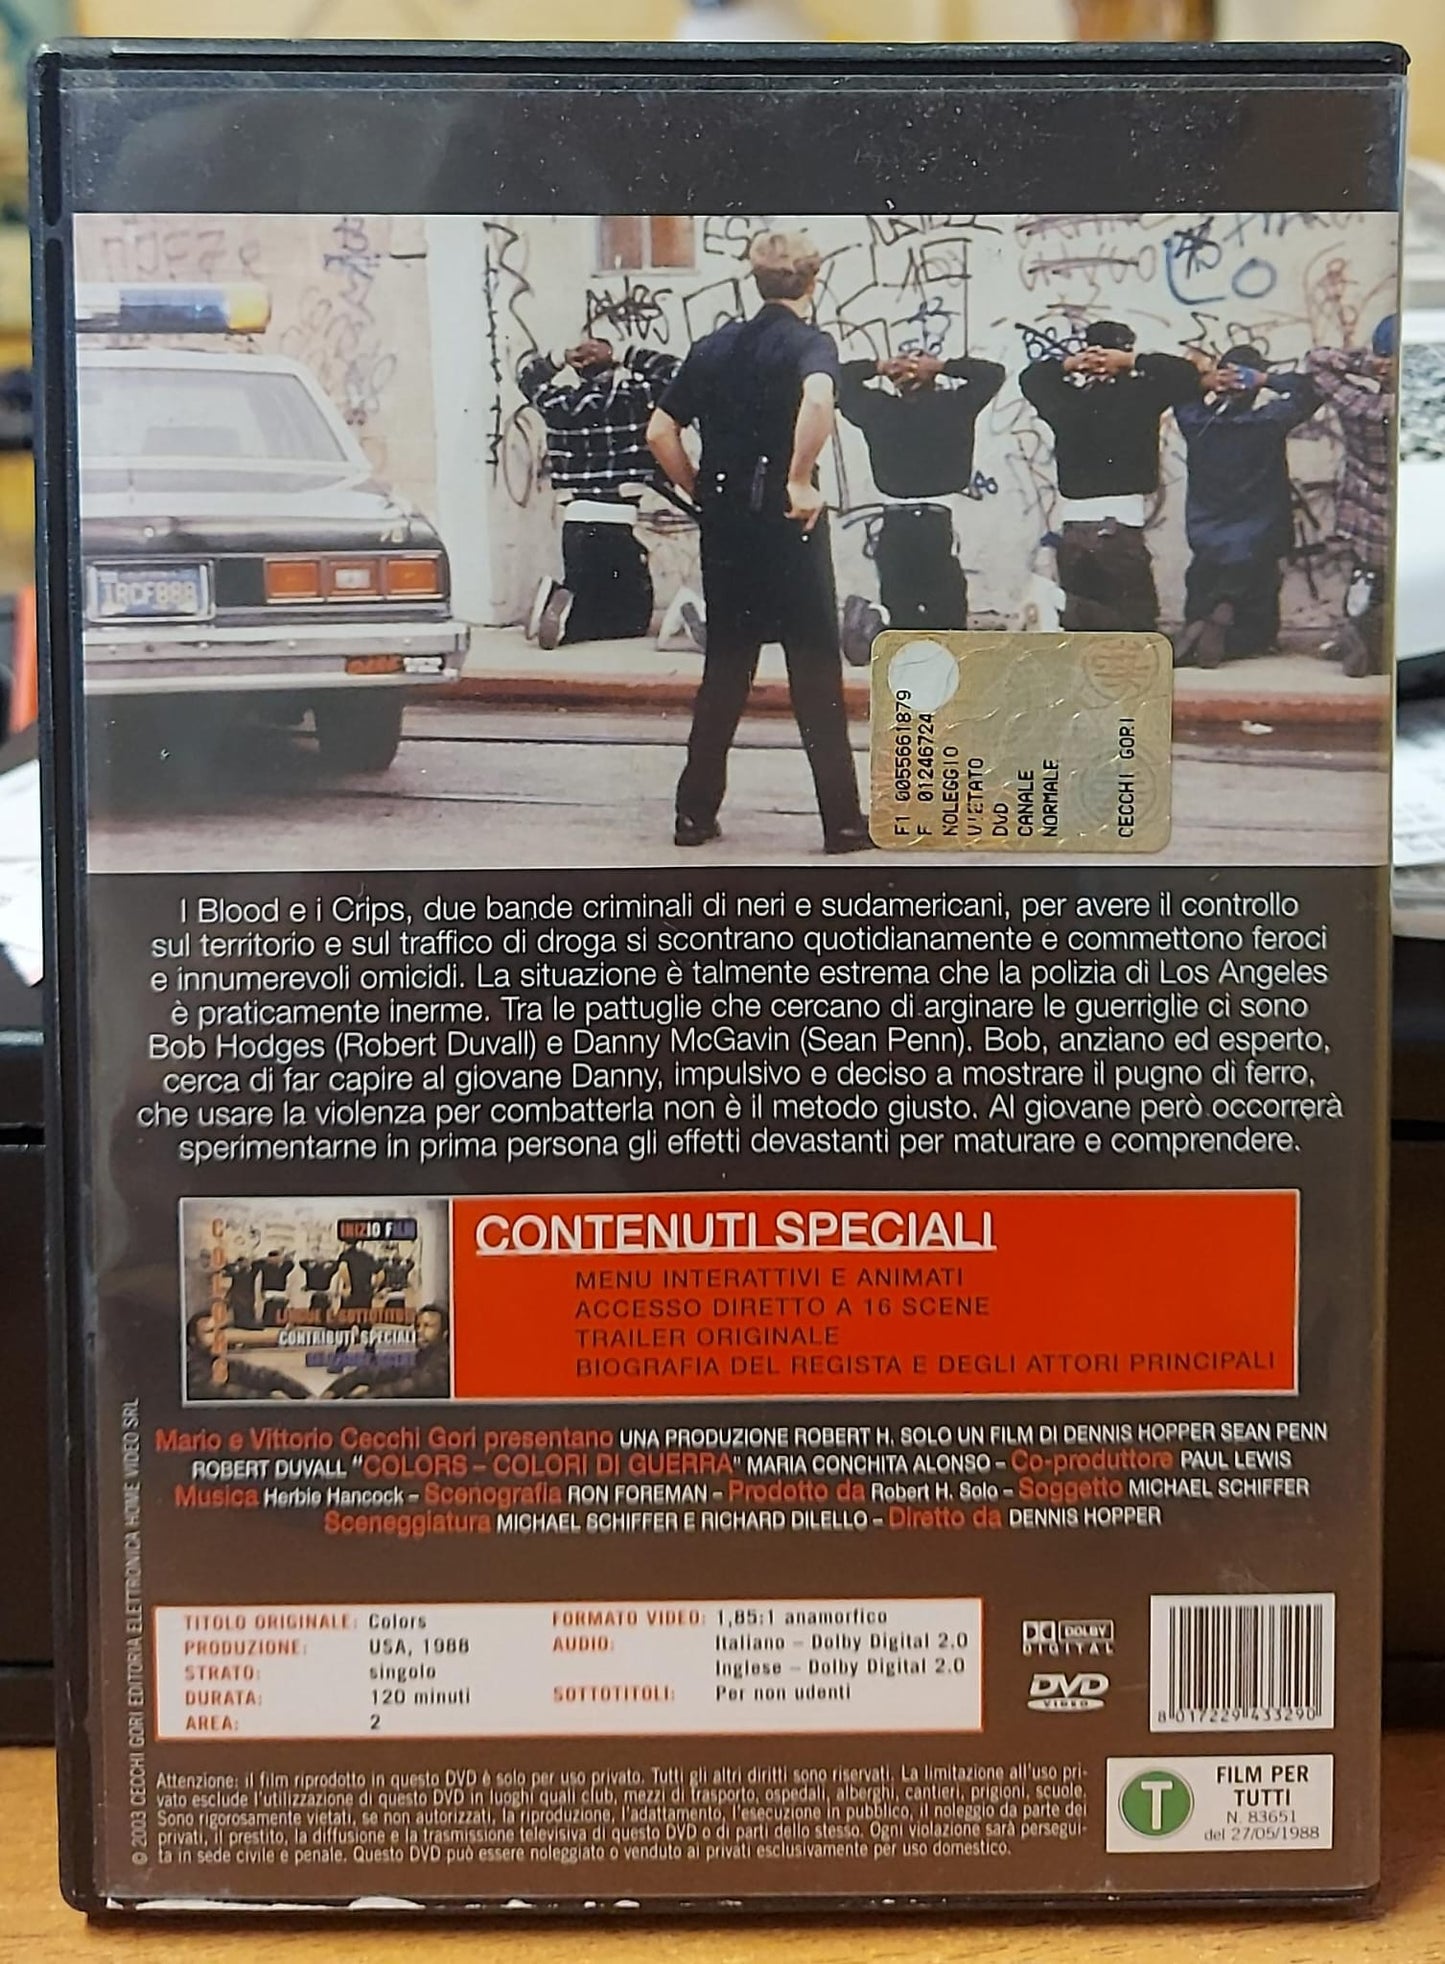 F1 005561879
F 01246724
NOLEGGIO
VIETATO
DVD
CANALE
NORMALE
CECCHI GORI
I Blood e i Crips, due bande criminali di neri e sudamericani, per avere il controllo
sul territorio e sul traffico di droga si scontrano quotidianamente e commettono feroci
e innumerevoli omicidi. La situazione è talmente estrema che la polizia di Los Angeles
è praticamente inerme. Tra le pattuglie che cercano di arginare le guerriglie ci sono
Bob Hodges (Robert Duvall) e Danny McGavin (Sean Penn). Bob, anziano ed esperto,
cerca di far capire al giovane Danny, impulsivo e deciso a mostrare il pugno di ferro,
che usare la violenza per combatterla non è il metodo giusto. Al giovane però occorrerà
sperimentarne in prima persona gli effetti devastanti per maturare e comprendere.
INIZIO FILM
CONTRIBUTI SPECIALI
CONTENUTI SPECIALI
MENU INTERATTIVI E ANIMATI
ACCESSO DIRETTO A 16 SCENE
TRAILER ORIGINALE
BIOGRAFIA DEL REGISTA E DEGLI ATTORI PRINCIPALI
Mario e Vittorio Cecchi Gori presentano UNA PRODUZIONE ROBERT H. SOLO UN FILM DI DENNIS HOPPER SEAN PENN
ROBERT DUVALL "COLORS – COLORI DI GUERRA" MARIA CONCHITA ALONSO – Co-produttore PAUL LEWIS
Musica Herbie Hancock – Scenografia RON FOREMAN – Prodotto da Robert H. Solo – Soggetto MICHAEL SCHIFFER
Sceneggiatura MICHAEL SCHIFFER E RICHARD DILELLO – Diretto da DENNIS HOPPER
© 2003 CECCHI GORI EDITORIA ELETTRONICA HOME VIDEO SRL
TITOLO ORIGINALE: Colors
PRODUZIONE: USA, 1988
STRATO: singolo
DURATA: 120 minuti
AREA: 2
FORMATO VIDEO: 1,85:1 anamorfico
AUDIO: Italiano – Dolby Digital 2.0
Inglese – Dolby Digital 2.0
SOTTOTITOLI: Per non udenti
DOLBY
DIGITAL
DVD
VIDEO
8 017229 433290
Attenzione: il film riprodotto in questo DVD è solo per uso privato. Tutti gli altri diritti sono riservati. La limitazione all'uso pri-
vato esclude l'utilizzazione di questo DVD in luoghi quali club, mezzi di trasporto, ospedali, alberghi, cantieri, prigioni, scuole.
Sono rigorosamente vietati, se non autorizzati, la riproduzione, l'adattamento, l'esecuzione in pubblico, il noleggio da parte dei
privati, il prestito, la diffusione e la trasmissione televisiva di questo DVD o di parti dello stesso. Ogni violazione sarà persegui-
ta in sede civile e penale. Questo DVD può essere noleggiato o venduto ai privati esclusivamente per uso domestico.
T
FILM PER
TUTTI
N. 83651
del 27/05/1988